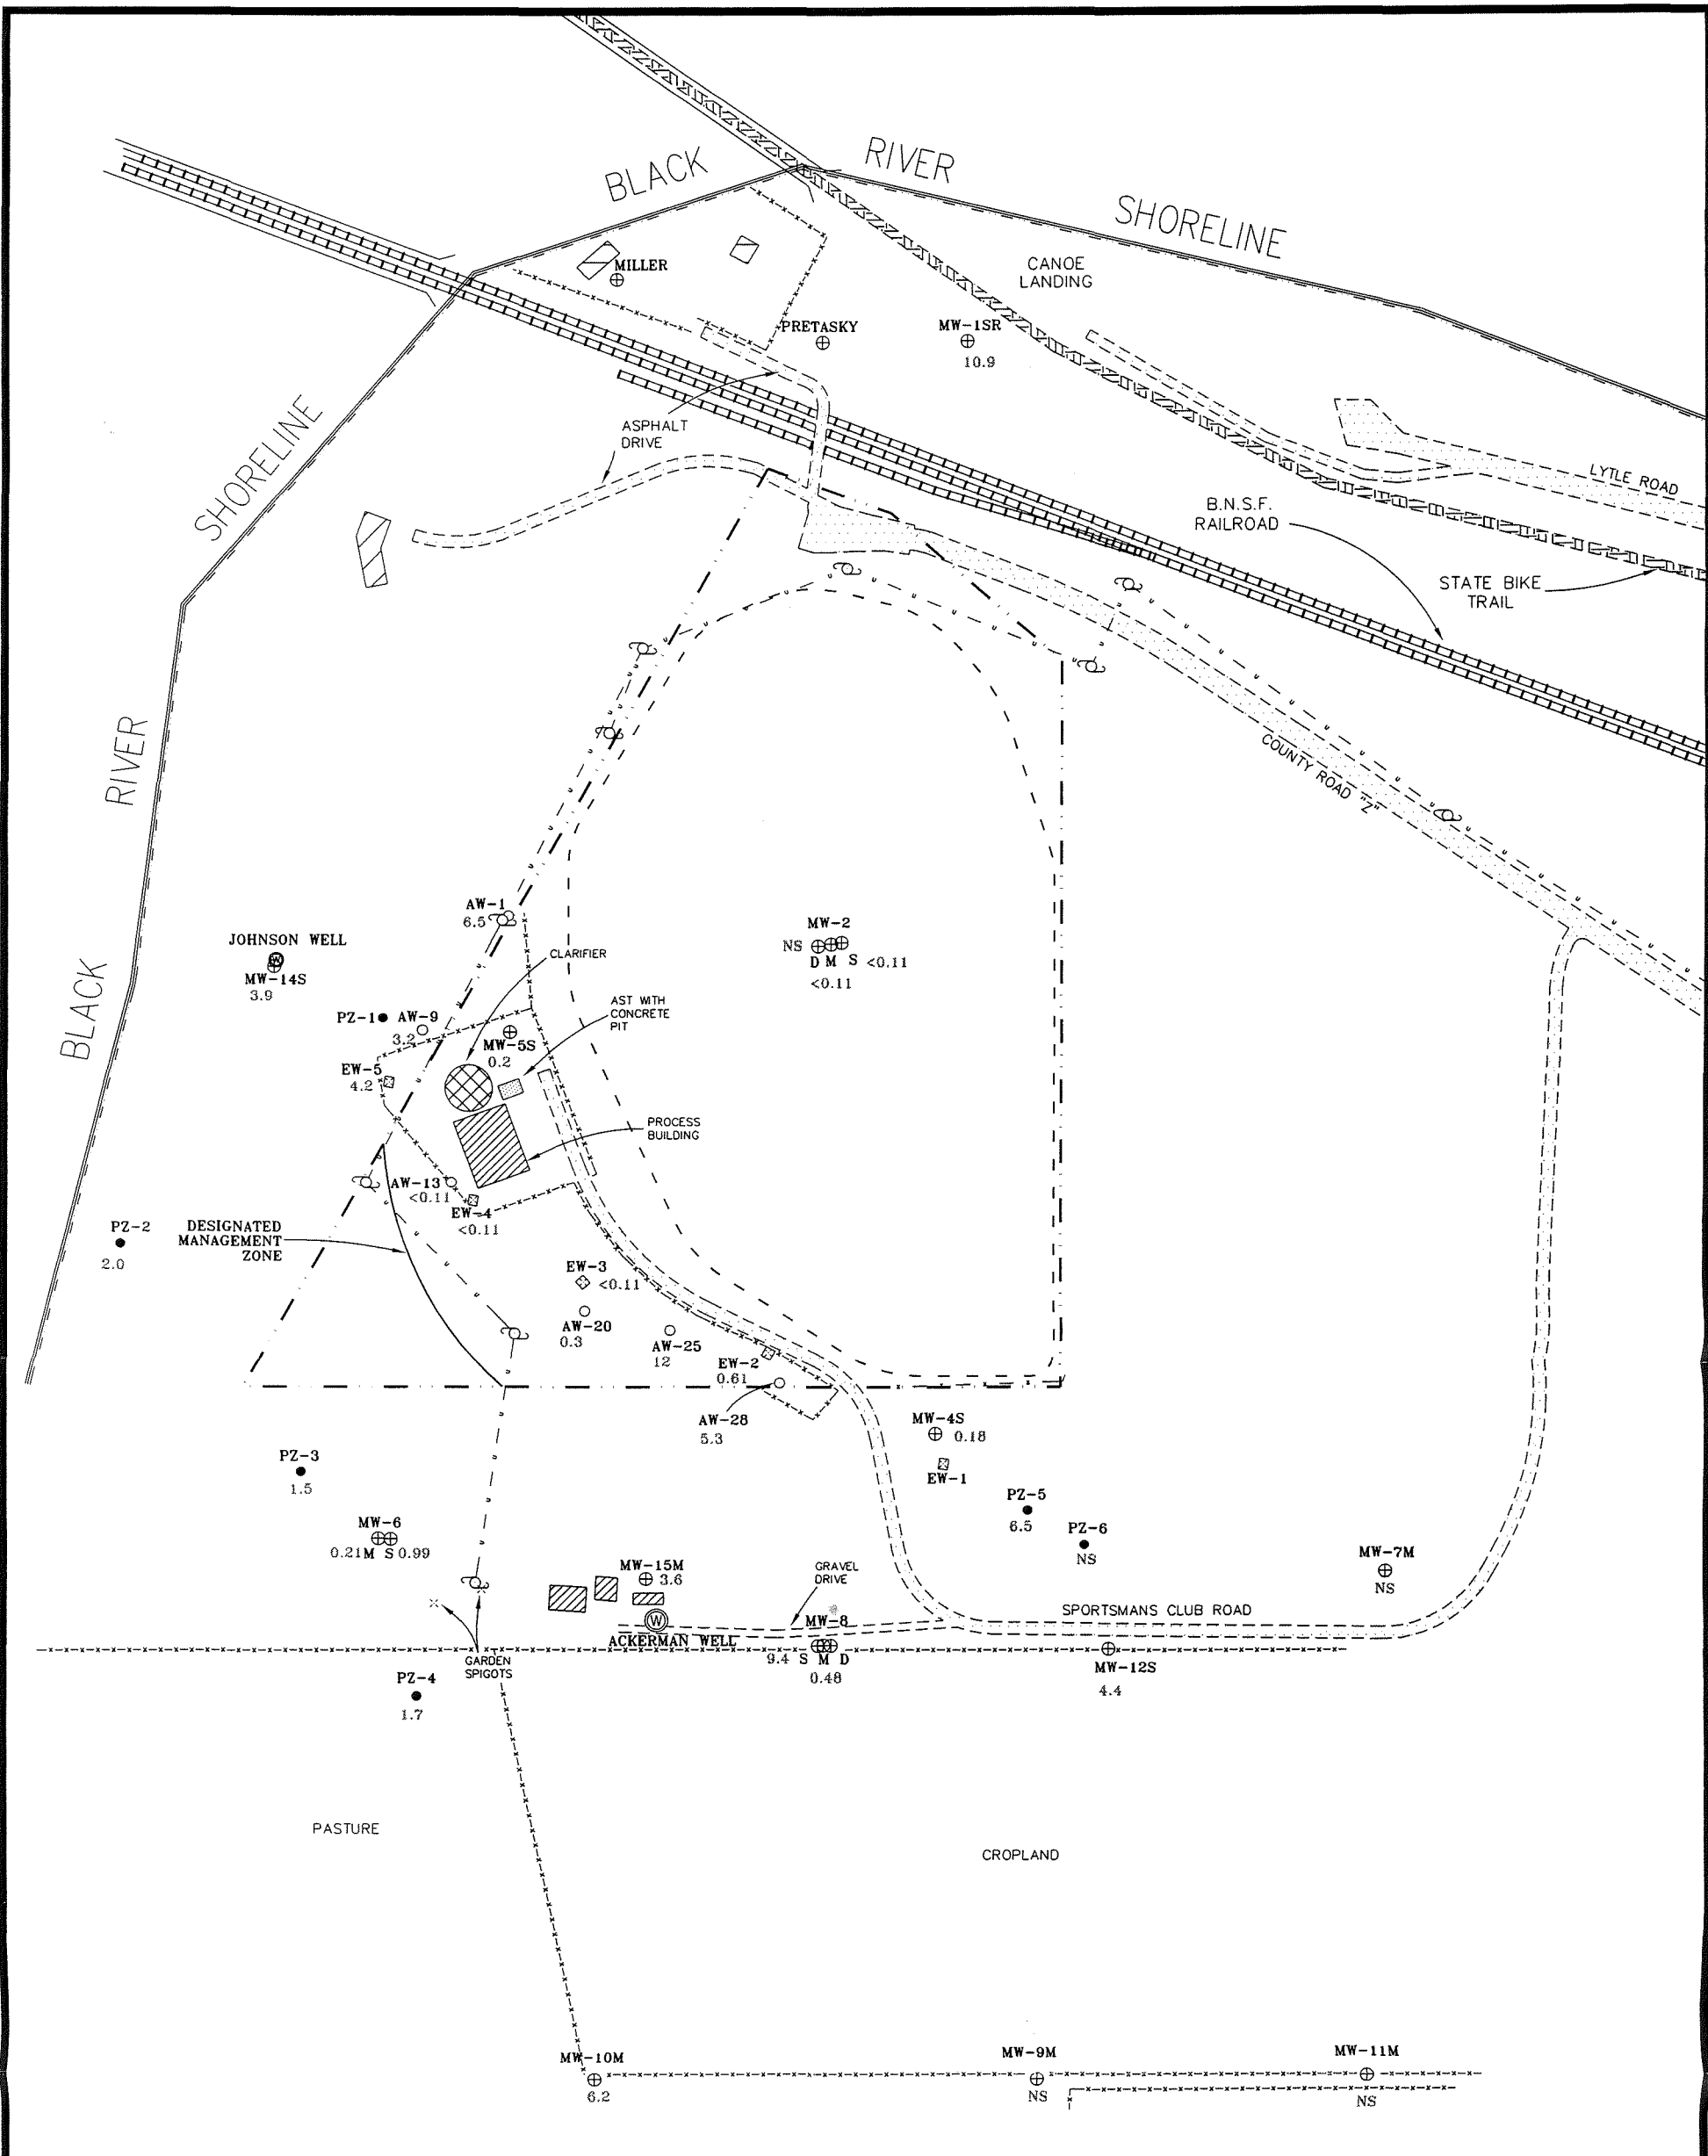 BLACK
RIVER
SHORELINE
MILLER
CANOE
LANDING
PRETASKY
MW-1SR
10.9
ASPHALT
DRIVE
SHORELINE
LYTLE ROAD
B.N.S.F.
RAILROAD
STATE BIKE
TRAIL
RIVER
COUNTY ROAD "Z"
AW-1
6.5
MW-2
NS
D M S <0.11
<0.11
JOHNSON WELL
W
MW-14S
3.9
CLARIFIER
BLACK
AST WITH
CONCRETE
PIT
PZ-1 AW-9
3.2
MW-5S
0.2
EW-5
4.2
PROCESS
BUILDING
AW-13
<0.11
EW-4
<0.11
PZ-2
2.0
DESIGNATED
MANAGEMENT
ZONE
EW-3
<0.11
AW-20
0.3
AW-25
12
EW-2
0.61
AW-28
5.3
MW-4S
0.18
EW-1
PZ-3
1.5
PZ-5
6.5
PZ-6
NS
MW-6
0.21 M S 0.99
MW-15M
3.6
GRAVEL
DRIVE
MW-7M
NS
SPORTSMANS CLUB ROAD
W
MW-8
ACKERMAN WELL
9.4 S M D
0.48
GARDEN
SPIGOTS
MW-12S
4.4
PZ-4
1.7
PASTURE
CROPLAND
MW-10M
6.2
MW-9M
NS
MW-11M
NS